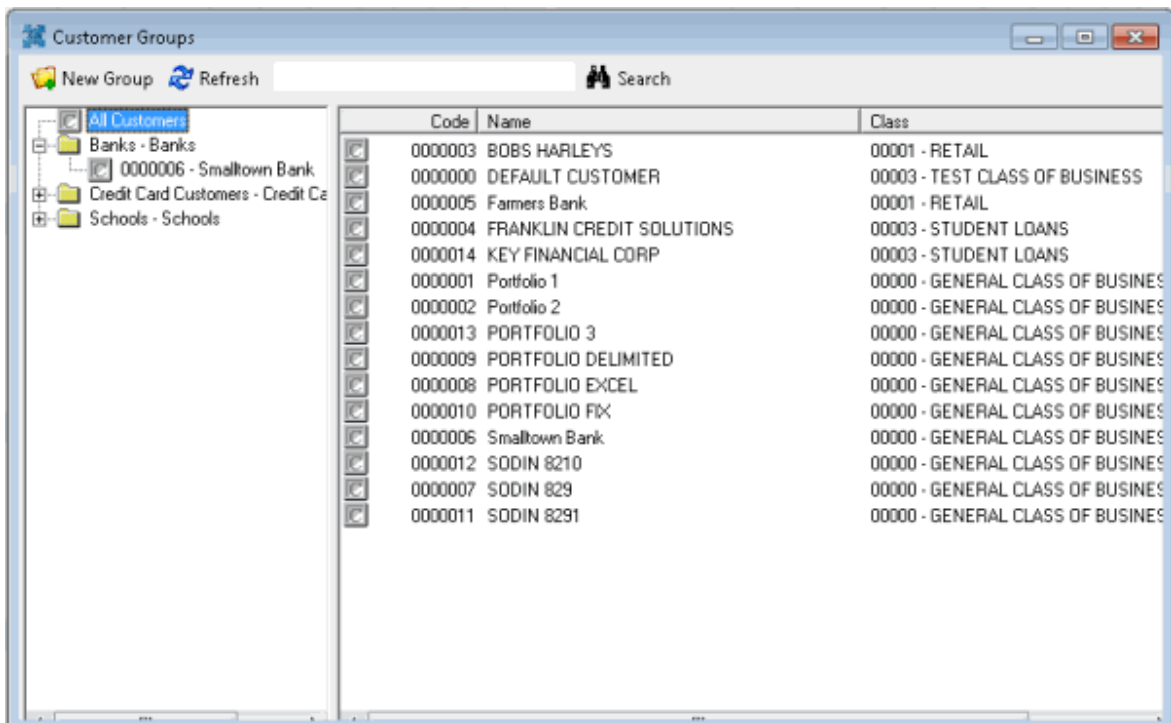 Customer Groups
New Group Refresh Search
All Customers
Banks - Banks
0000006 - Smalltown Bank
Credit Card Customers - Credit Ca
Schools - Schools
Code Name Class
0000003 BOBS HARLEYS 00001 - RETAIL
0000000 DEFAULT CUSTOMER 00003 - TEST CLASS OF BUSINESS
0000005 Farmers Bank 00001 - RETAIL
0000004 FRANKLIN CREDIT SOLUTIONS 00003 - STUDENT LOANS
0000014 KEY FINANCIAL CORP 00003 - STUDENT LOANS
0000001 Portfolio 1 00000 - GENERAL CLASS OF BUSINES
0000002 Portfolio 2 00000 - GENERAL CLASS OF BUSINES
0000013 PORTFOLIO 3 00000 - GENERAL CLASS OF BUSINES
0000009 PORTFOLIO DELIMITED 00000 - GENERAL CLASS OF BUSINES
0000008 PORTFOLIO EXCEL 00000 - GENERAL CLASS OF BUSINES
0000010 PORTFOLIO FIX 00000 - GENERAL CLASS OF BUSINES
0000006 Smalltown Bank 00000 - GENERAL CLASS OF BUSINES
0000012 SODIN 8210 00000 - GENERAL CLASS OF BUSINES
0000007 SODIN 829 00000 - GENERAL CLASS OF BUSINES
0000011 SODIN 8291 00000 - GENERAL CLASS OF BUSINES